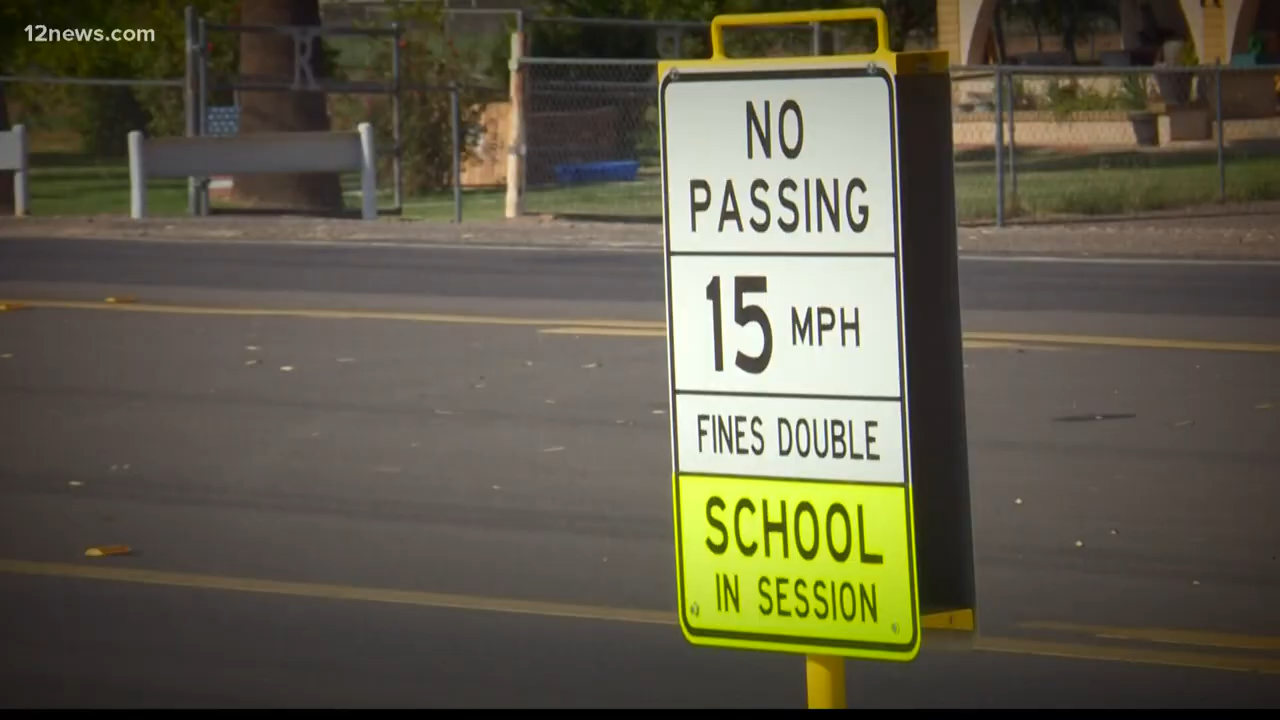 12news.com
NO
PASSING
15 MPH
FINES DOUBLE
SCHOOL
IN SESSION